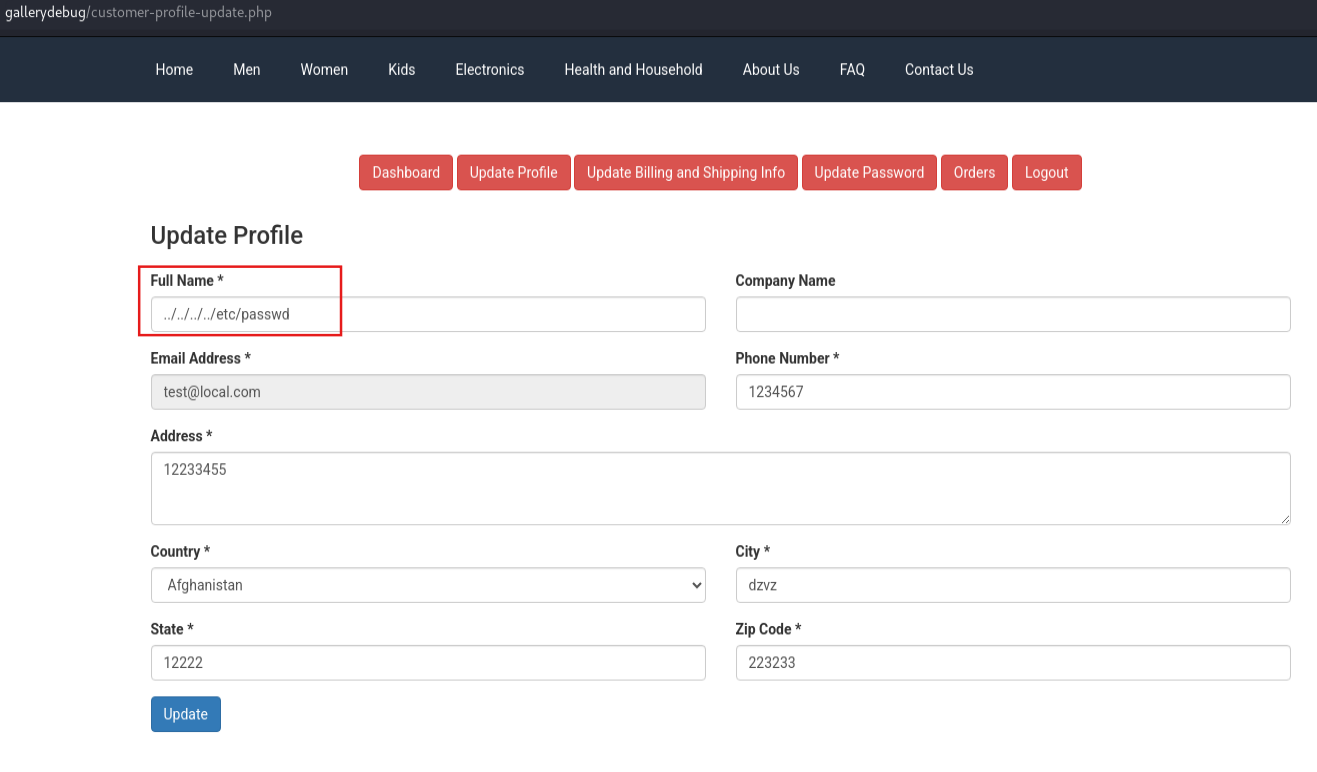 gallerydebug/customer-profile-update.php
Home Men Women Kids Electronics Health and Household About Us FAQ Contact Us
Dashboard Update Profile Update Billing and Shipping Info Update Password Orders Logout
Update Profile
Full Name * Company Name
../../../../etc/passwd
Email Address * Phone Number *
test@local.com 1234567
Address *
12233455
Country * City *
Afghanistan dzvz
State * Zip Code *
12222 223233
Update